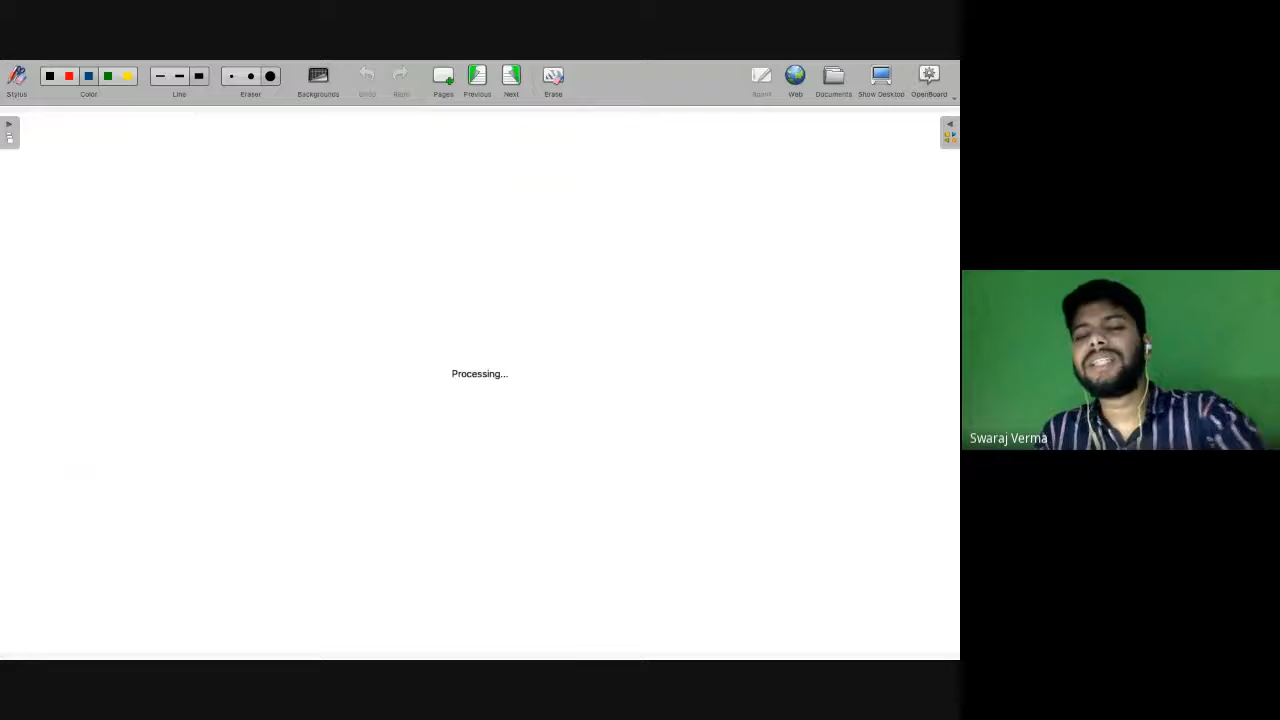 Stylus Color Line Eraser Backgrounds Undo Redo Pages Previous Next Erase Board Web Documents Show Desktop OpenBoard
Processing...
Swaraj Verma